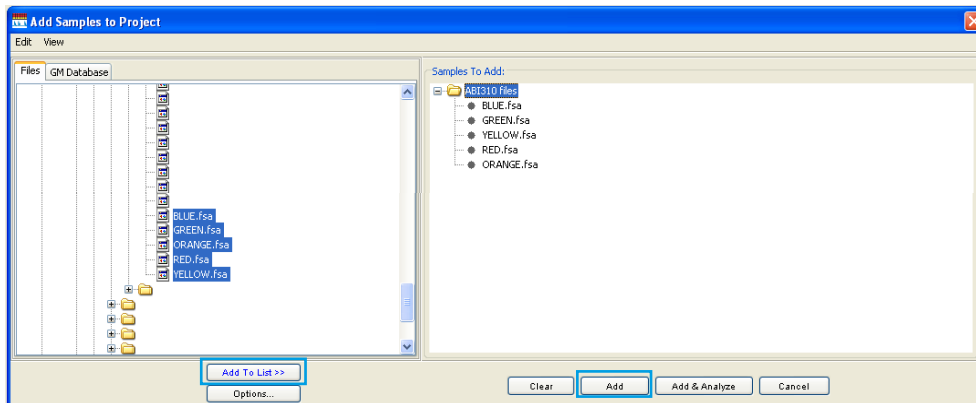 Add Samples to Project
Edit View
Files GM Database
BLUE.fsa
GREEN.fsa
ORANGE.fsa
RED.fsa
YELLOW.fsa
Add To List >>
Options...
Samples To Add:
ABI310 files
BLUE.fsa
GREEN.fsa
YELLOW.fsa
RED.fsa
ORANGE.fsa
Clear Add Add & Analyze Cancel